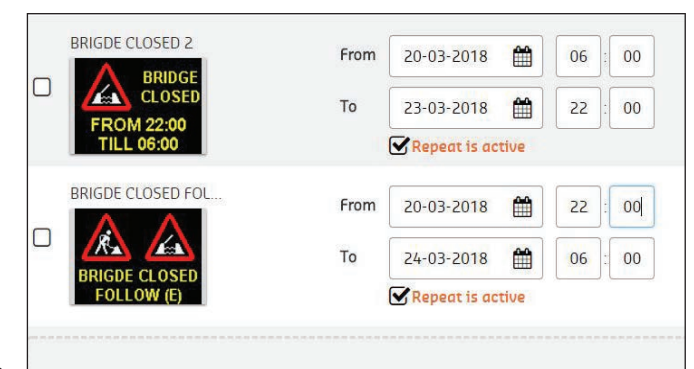 BRIGDE CLOSED 2
BRIDGE
CLOSED
FROM 22:00
TILL 06:00
From 20-03-2018 06 : 00
To 23-03-2018 22 : 00
Repeat is active
BRIGDE CLOSED FOL...
BRIGDE CLOSED
FOLLOW (E)
From 20-03-2018 22 : 00
To 24-03-2018 06 : 00
Repeat is active